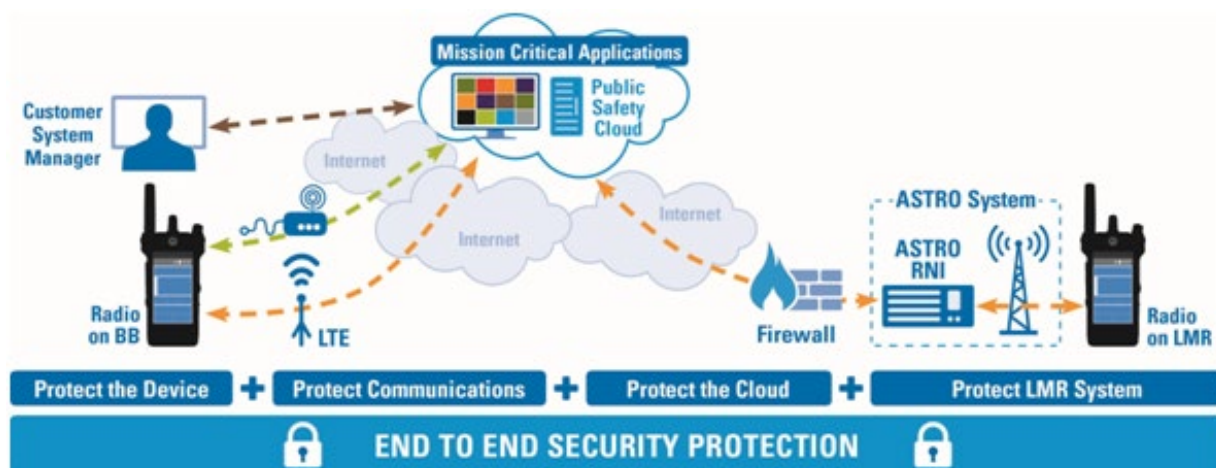 Mission Critical Applications
Public
Safety
Cloud
Customer
System
Manager
Internet
Internet
Internet
ASTRO System
ASTRO
RNI
Radio
on BB
LTE
Firewall
Radio
on LMR
Protect the Device + Protect Communications + Protect the Cloud + Protect LMR System
END TO END SECURITY PROTECTION